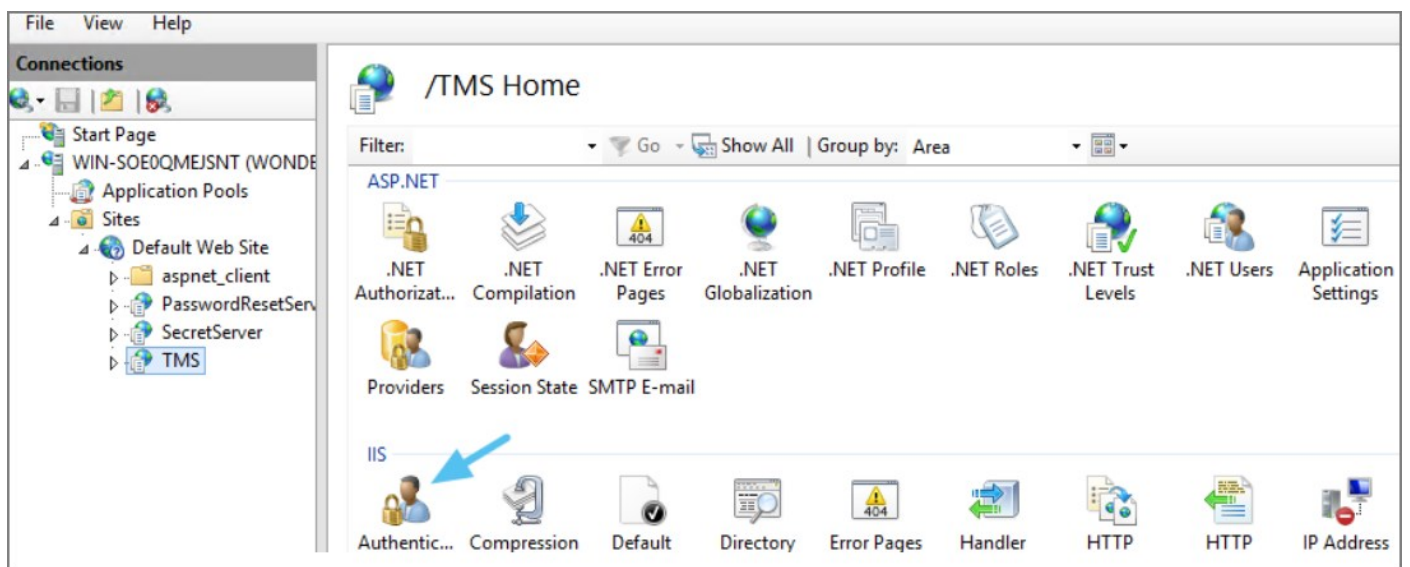 File View Help
Connections
Start Page
WIN-SOE0QMEJSNT (WONDE
Application Pools
Sites
Default Web Site
aspnet_client
PasswordResetServ
SecretServer
TMS
/TMS Home
Filter: Go Show All Group by: Area
ASP.NET
.NET Authorizat...
.NET Compilation
.NET Error Pages
.NET Globalization
.NET Profile
.NET Roles
.NET Trust Levels
.NET Users
Application Settings
Providers
Session State
SMTP E-mail
IIS
404
Authentic...
Compression
Default
Directory
404
Error Pages
Handler
HTTP
HTTP
IP Address